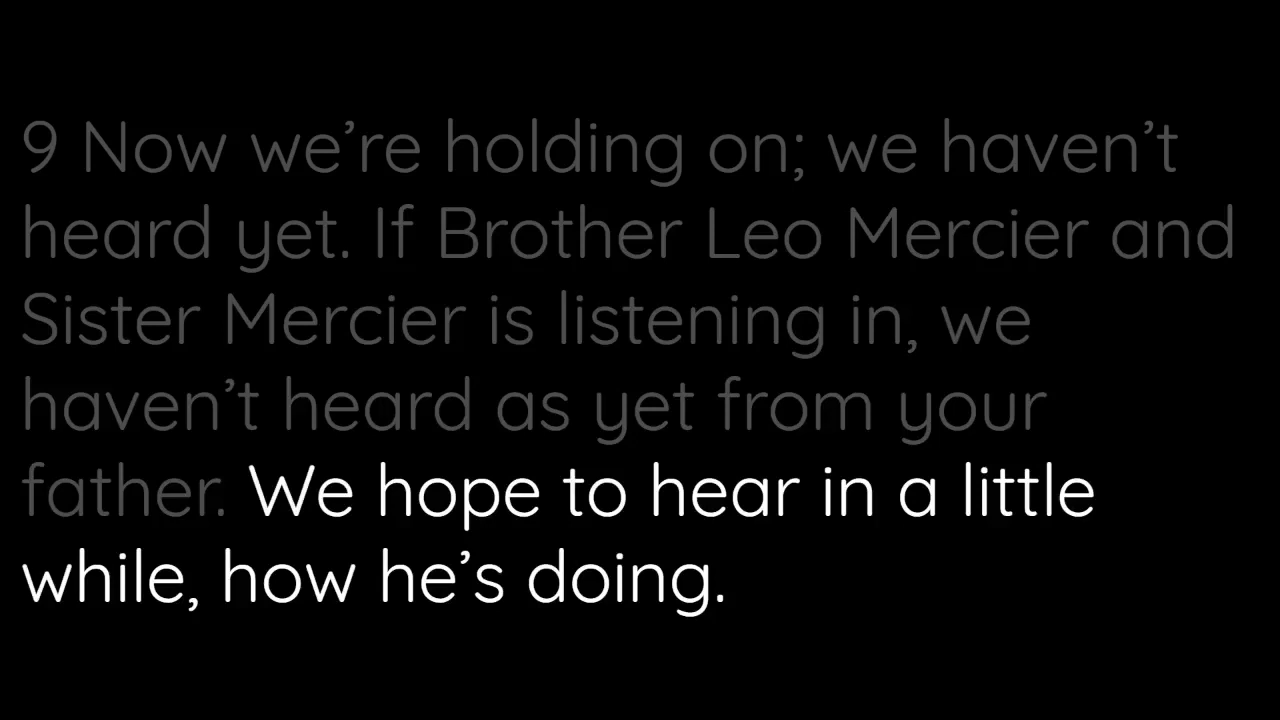 9 Now we’re holding on; we haven’t
heard yet. If Brother Leo Mercier and
Sister Mercier is listening in, we
haven’t heard as yet from your
father. We hope to hear in a little
while, how he’s doing.